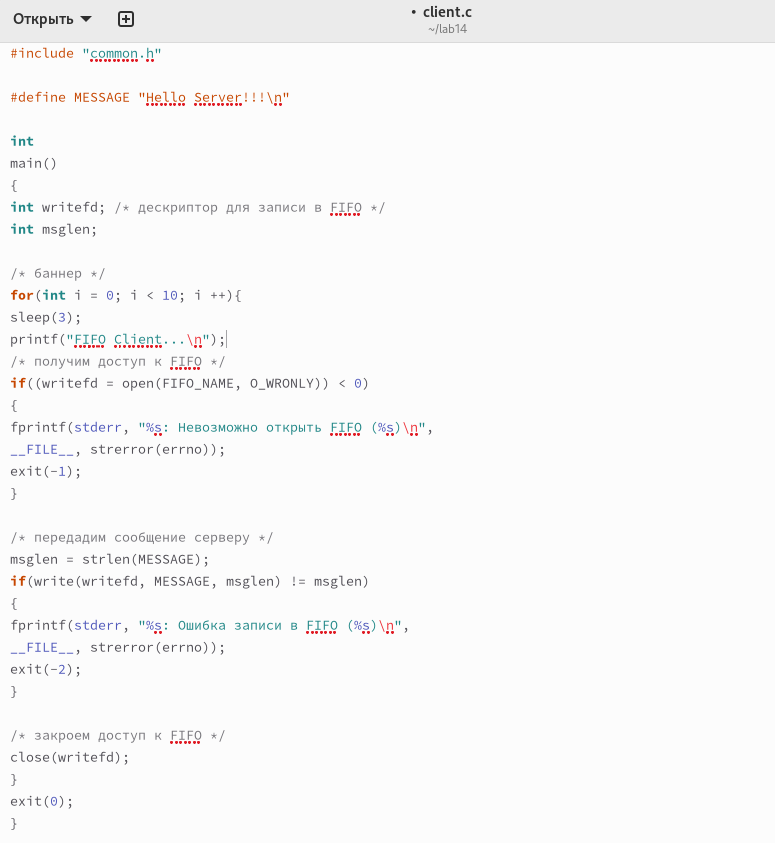 Открыть
• client.c
~/lab14
#include "common.h"
#define MESSAGE "Hello Server!!!\n"
int
main()
{
int writefd; /* дескриптор для записи в FIFO */
int msglen;
/* баннер */
for(int i = 0; i < 10; i ++){
sleep(3);
printf("FIFO Client...\n");
/* получим доступ к FIFO */
if((writefd = open(FIFO_NAME, O_WRONLY)) < 0)
{
fprintf(stderr, "%s: Невозможно открыть FIFO (%s)\n",
__FILE__, strerror(errno));
exit(-1);
}
/* передадим сообщение серверу */
msglen = strlen(MESSAGE);
if(write(writefd, MESSAGE, msglen) != msglen)
{
fprintf(stderr, "%s: Ошибка записи в FIFO (%s)\n",
__FILE__, strerror(errno));
exit(-2);
}
/* закроем доступ к FIFO */
close(writefd);
}
exit(0);
}